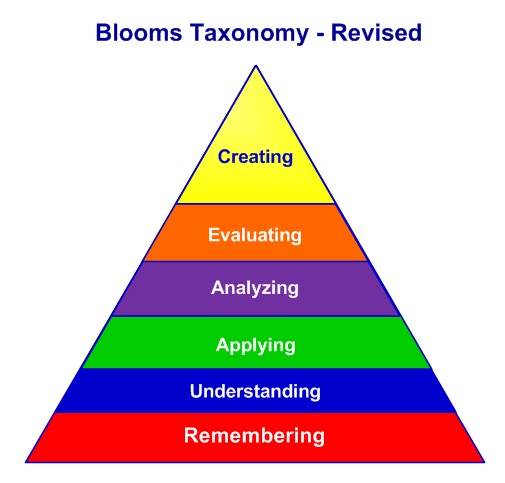 Blooms Taxonomy - Revised
Creating
Evaluating
Analyzing
Applying
Understanding
Remembering